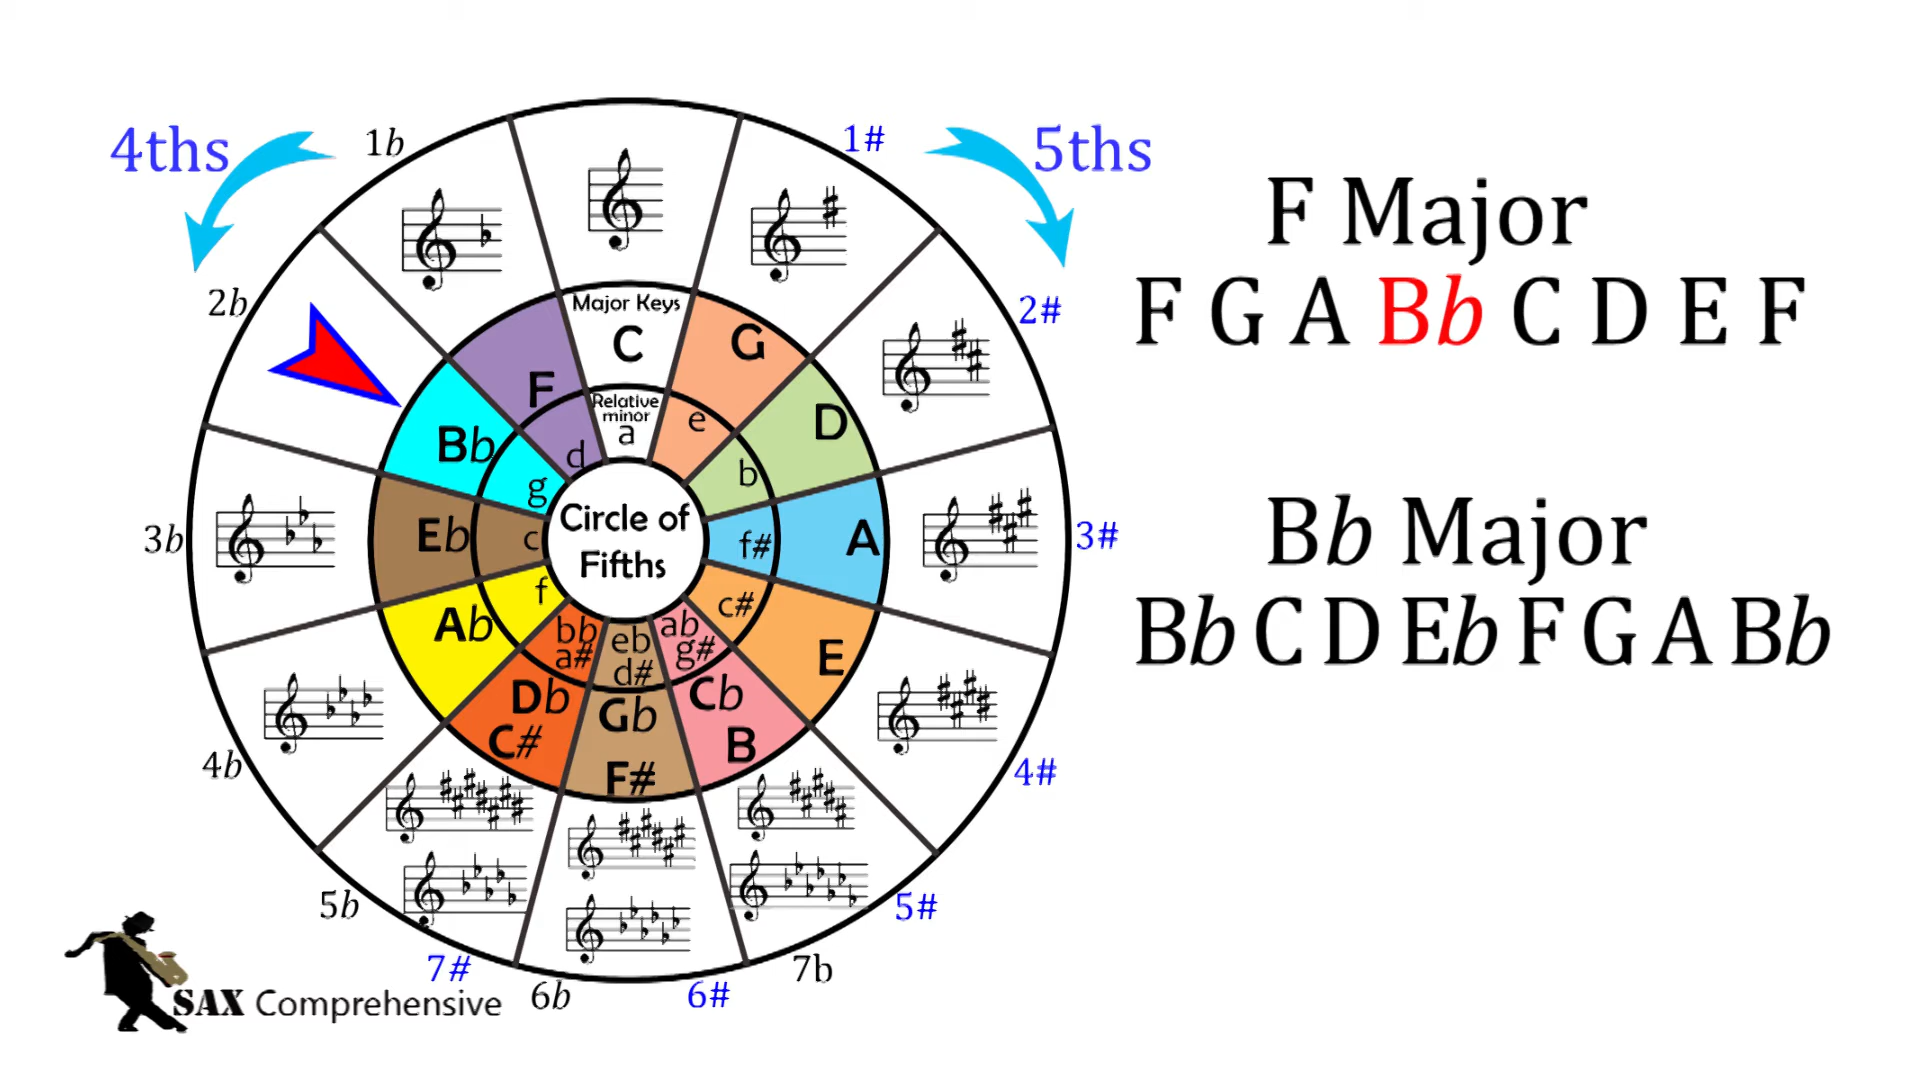 4ths
1b
1#
5ths
2b
2#
3b
3#
4b
4#
5b
5#
7#
6b
6#
7b
Major Keys
C
G
D
A
E
Cb
B
Gb
F#
Db
C#
Ab
Eb
Bb
F
Relative
minor
a
e
b
f#
c#
ab
g#
eb
d#
bb
a#
f
c
g
d
Circle of
Fifths
F Major
F G A Bb C D E F
Bb Major
Bb C D Eb F G A Bb
SAX Comprehensive